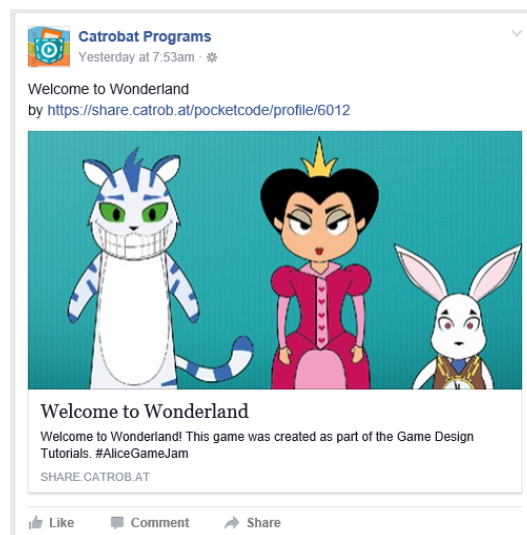 Catrobat Programs
Yesterday at 7:53am ·
Welcome to Wonderland
by https://share.catrob.at/pocketcode/profile/6012
Welcome to Wonderland
Welcome to Wonderland! This game was created as part of the Game Design
Tutorials. #AliceGameJam
SHARE.CATROB.AT
Like Comment Share